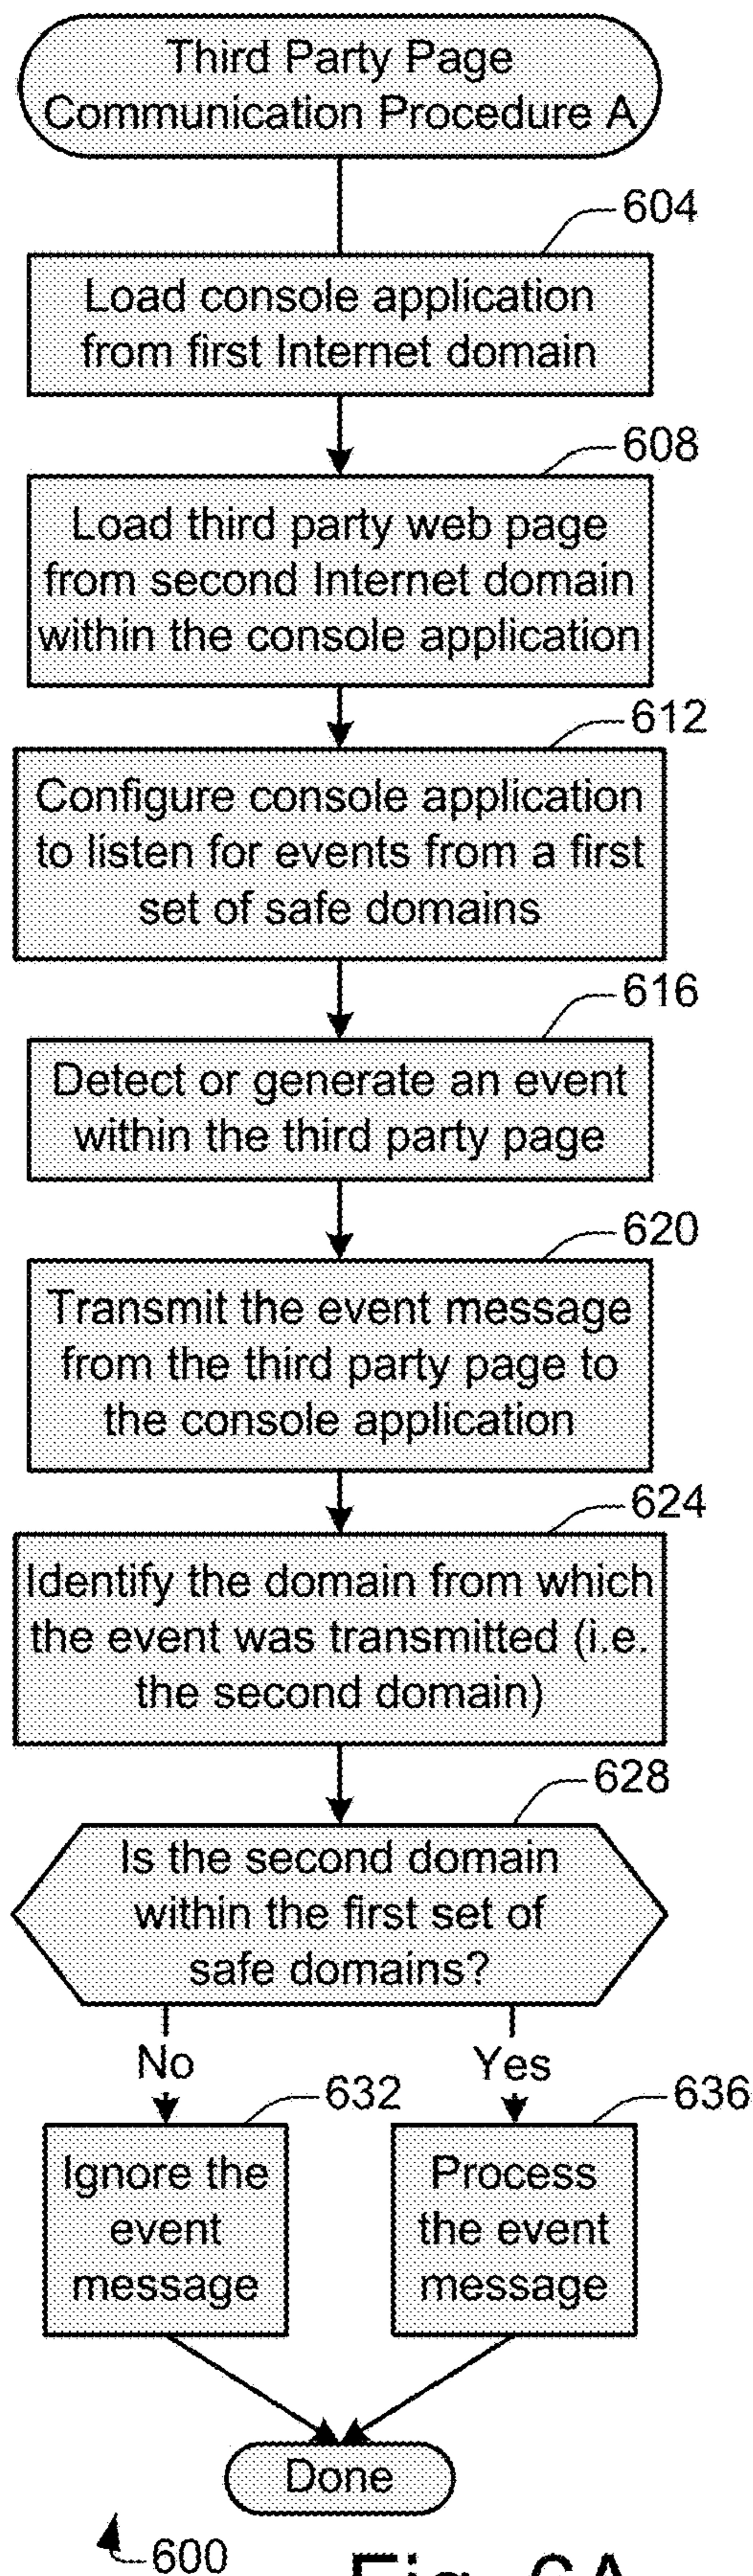 Third Party Page
Communication Procedure A
604
Load console application
from first Internet domain
608
Load third party web page
from second Internet domain
within the console application
612
Configure console application
to listen for events from a first
set of safe domains
616
Detect or generate an event
within the third party page
620
Transmit the event message
from the third party page to
the console application
624
Identify the domain from which
the event was transmitted (i.e.
the second domain)
628
Is the second domain
within the first set of
safe domains?
No
Yes
632
636
Ignore the
event
message
Process
the event
message
Done
600
Fig. 6A